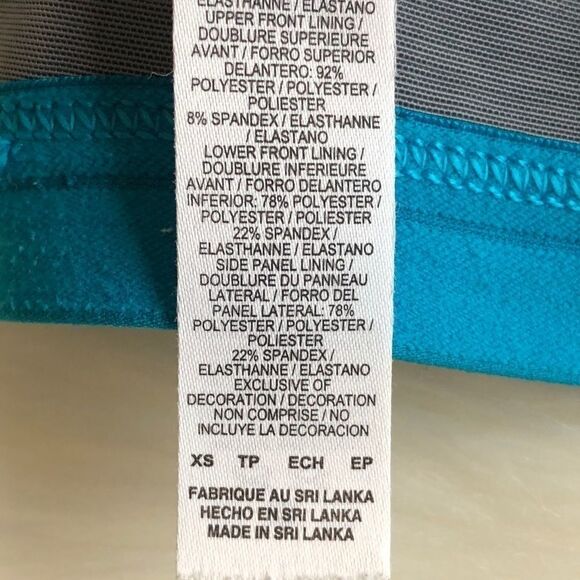 ELASTHANNE / ELASTANO
UPPER FRONT LINING /
DOUBLURE SUPERIEURE
AVANT / FORRO SUPERIOR
DELANTERO: 92%
POLYESTER / POLYESTER /
POLIESTER
8% SPANDEX / ELASTHANNE
/ ELASTANO
LOWER FRONT LINING /
DOUBLURE INFERIEURE
AVANT / FORRO DELANTERO
INFERIOR: 78% POLYESTER /
POLYESTER / POLIESTER
22% SPANDEX /
ELASTHANNE / ELASTANO
SIDE PANEL LINING /
DOUBLURE DU PANNEAU
LATERAL / FORRO DEL
PANEL LATERAL: 78%
POLYESTER / POLYESTER /
POLIESTER
22% SPANDEX /
ELASTHANNE / ELASTANO
EXCLUSIVE OF
DECORATION / DECORATION
NON COMPRISE / NO
INCLUYE LA DECORACION
XS TP ECH EP
FABRIQUE AU SRI LANKA
HECHO EN SRI LANKA
MADE IN SRI LANKA